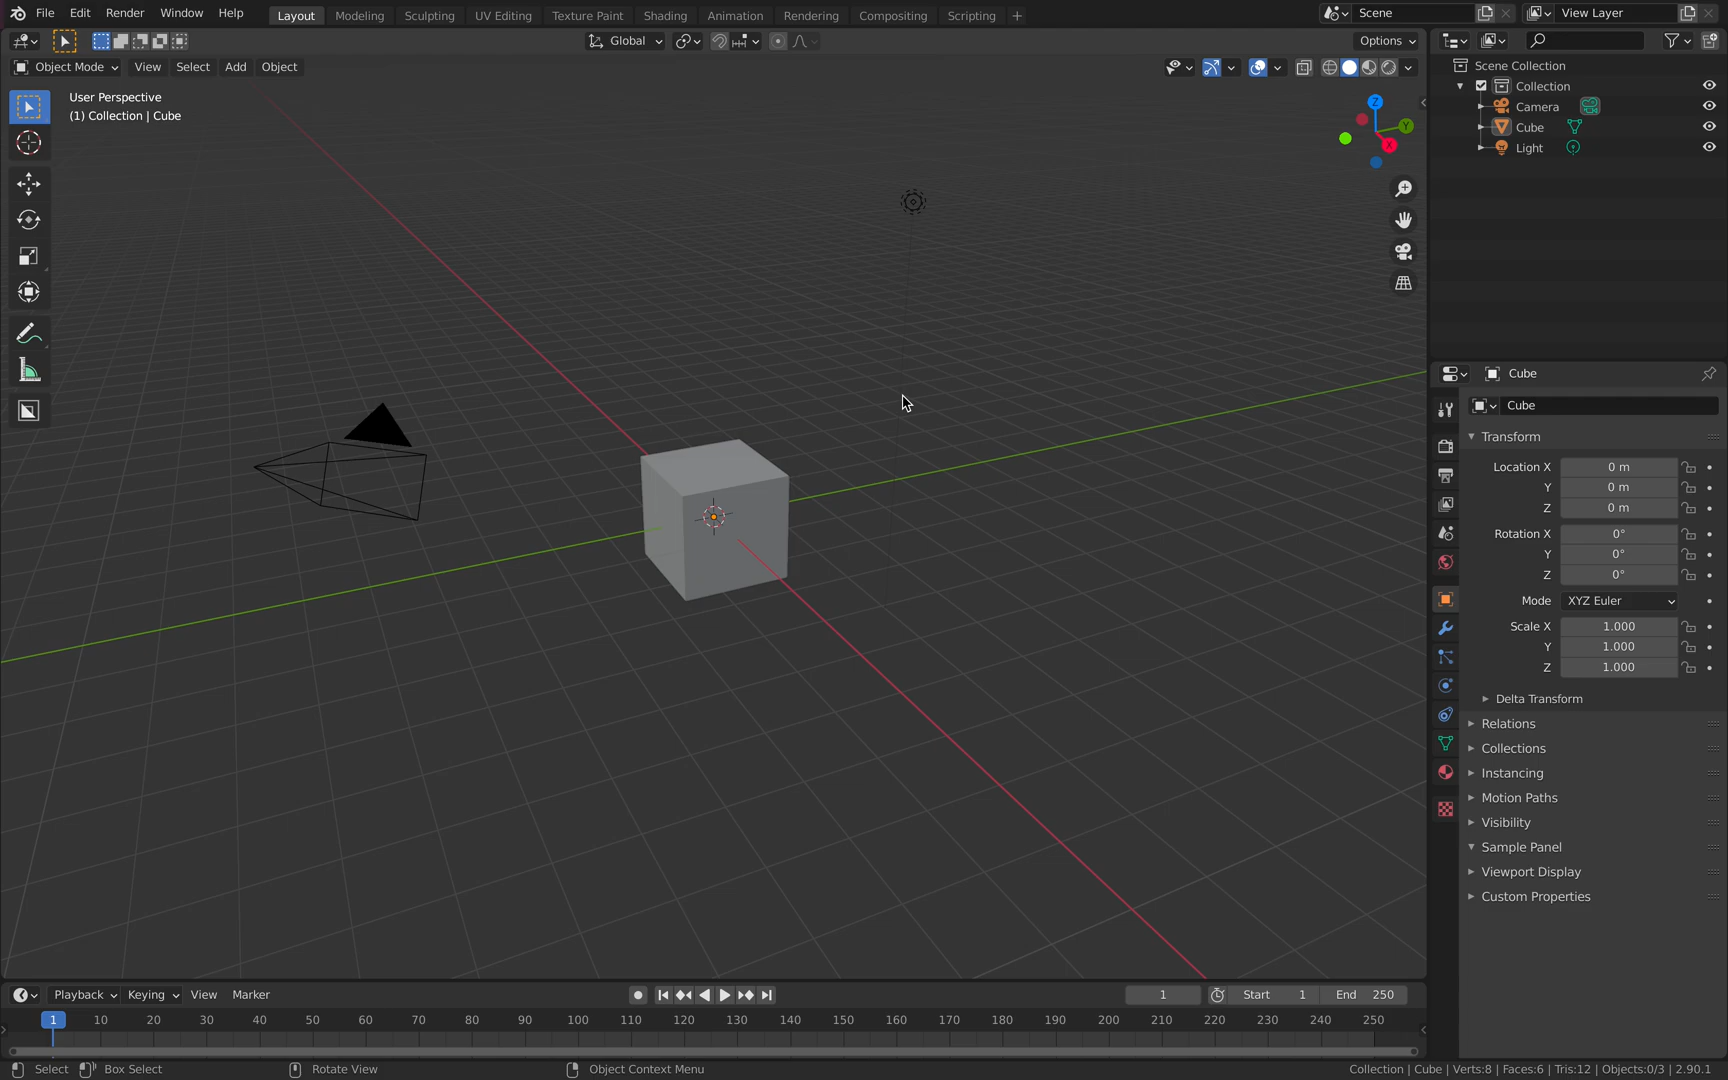 File Edit Render Window Help Layout Modeling Sculpting UV Editing Texture Paint Shading Animation Rendering Compositing Scripting + Scene View Layer
Global Options
Object Mode View Select Add Object
User Perspective
(1) Collection | Cube
Z
Y
X
Scene Collection
Collection
Camera
Cube
Light
Cube
Cube
Transform
Location X 0 m
Y 0 m
Z 0 m
Rotation X 0°
Y 0°
Z 0°
Mode XYZ Euler
Scale X 1.000
Y 1.000
Z 1.000
Delta Transform
Relations
Collections
Instancing
Motion Paths
Visibility
Sample Panel
Viewport Display
Custom Properties
Playback Keying View Marker 1 Start 1 End 250
1 10 20 30 40 50 60 70 80 90 100 110 120 130 140 150 160 170 180 190 200 210 220 230 240 250
Select Box Select Rotate View Object Context Menu Collection | Cube | Verts:8 | Faces:6 | Tris:12 | Objects:0/3 | 2.90.1